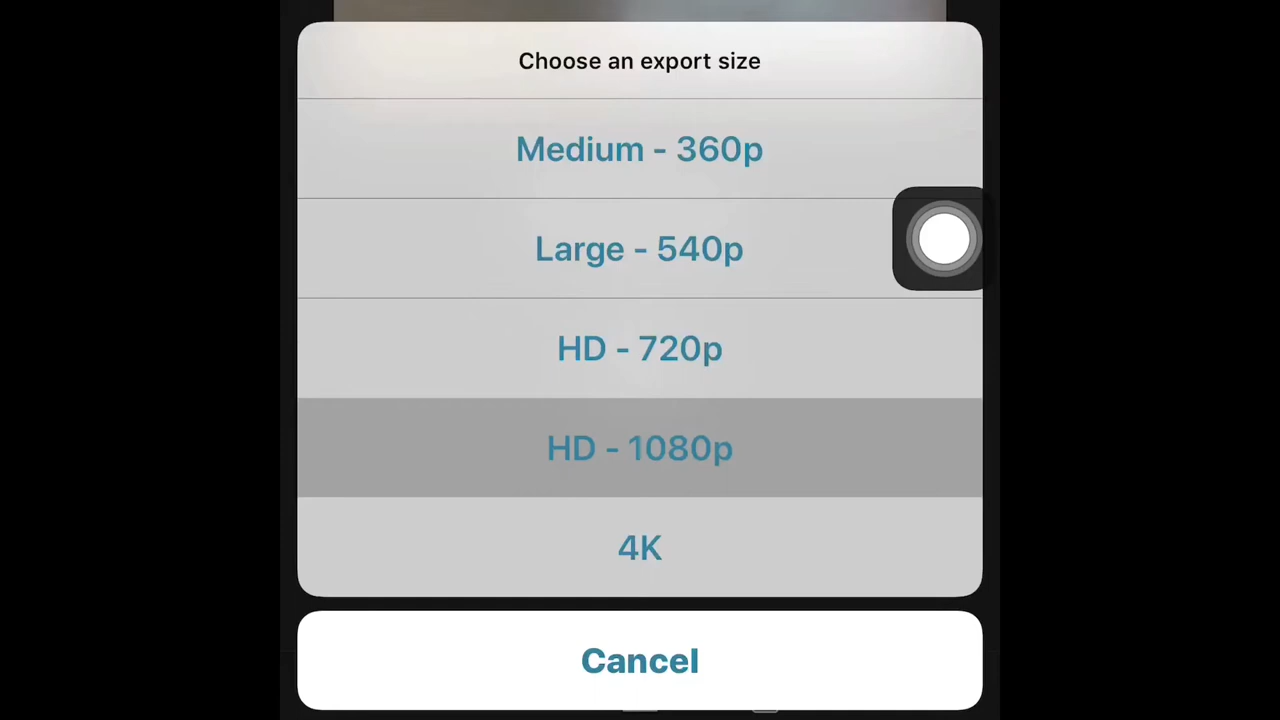 Choose an export size
Medium - 360p
Large - 540p
HD - 720p
HD - 1080p
4K
Cancel